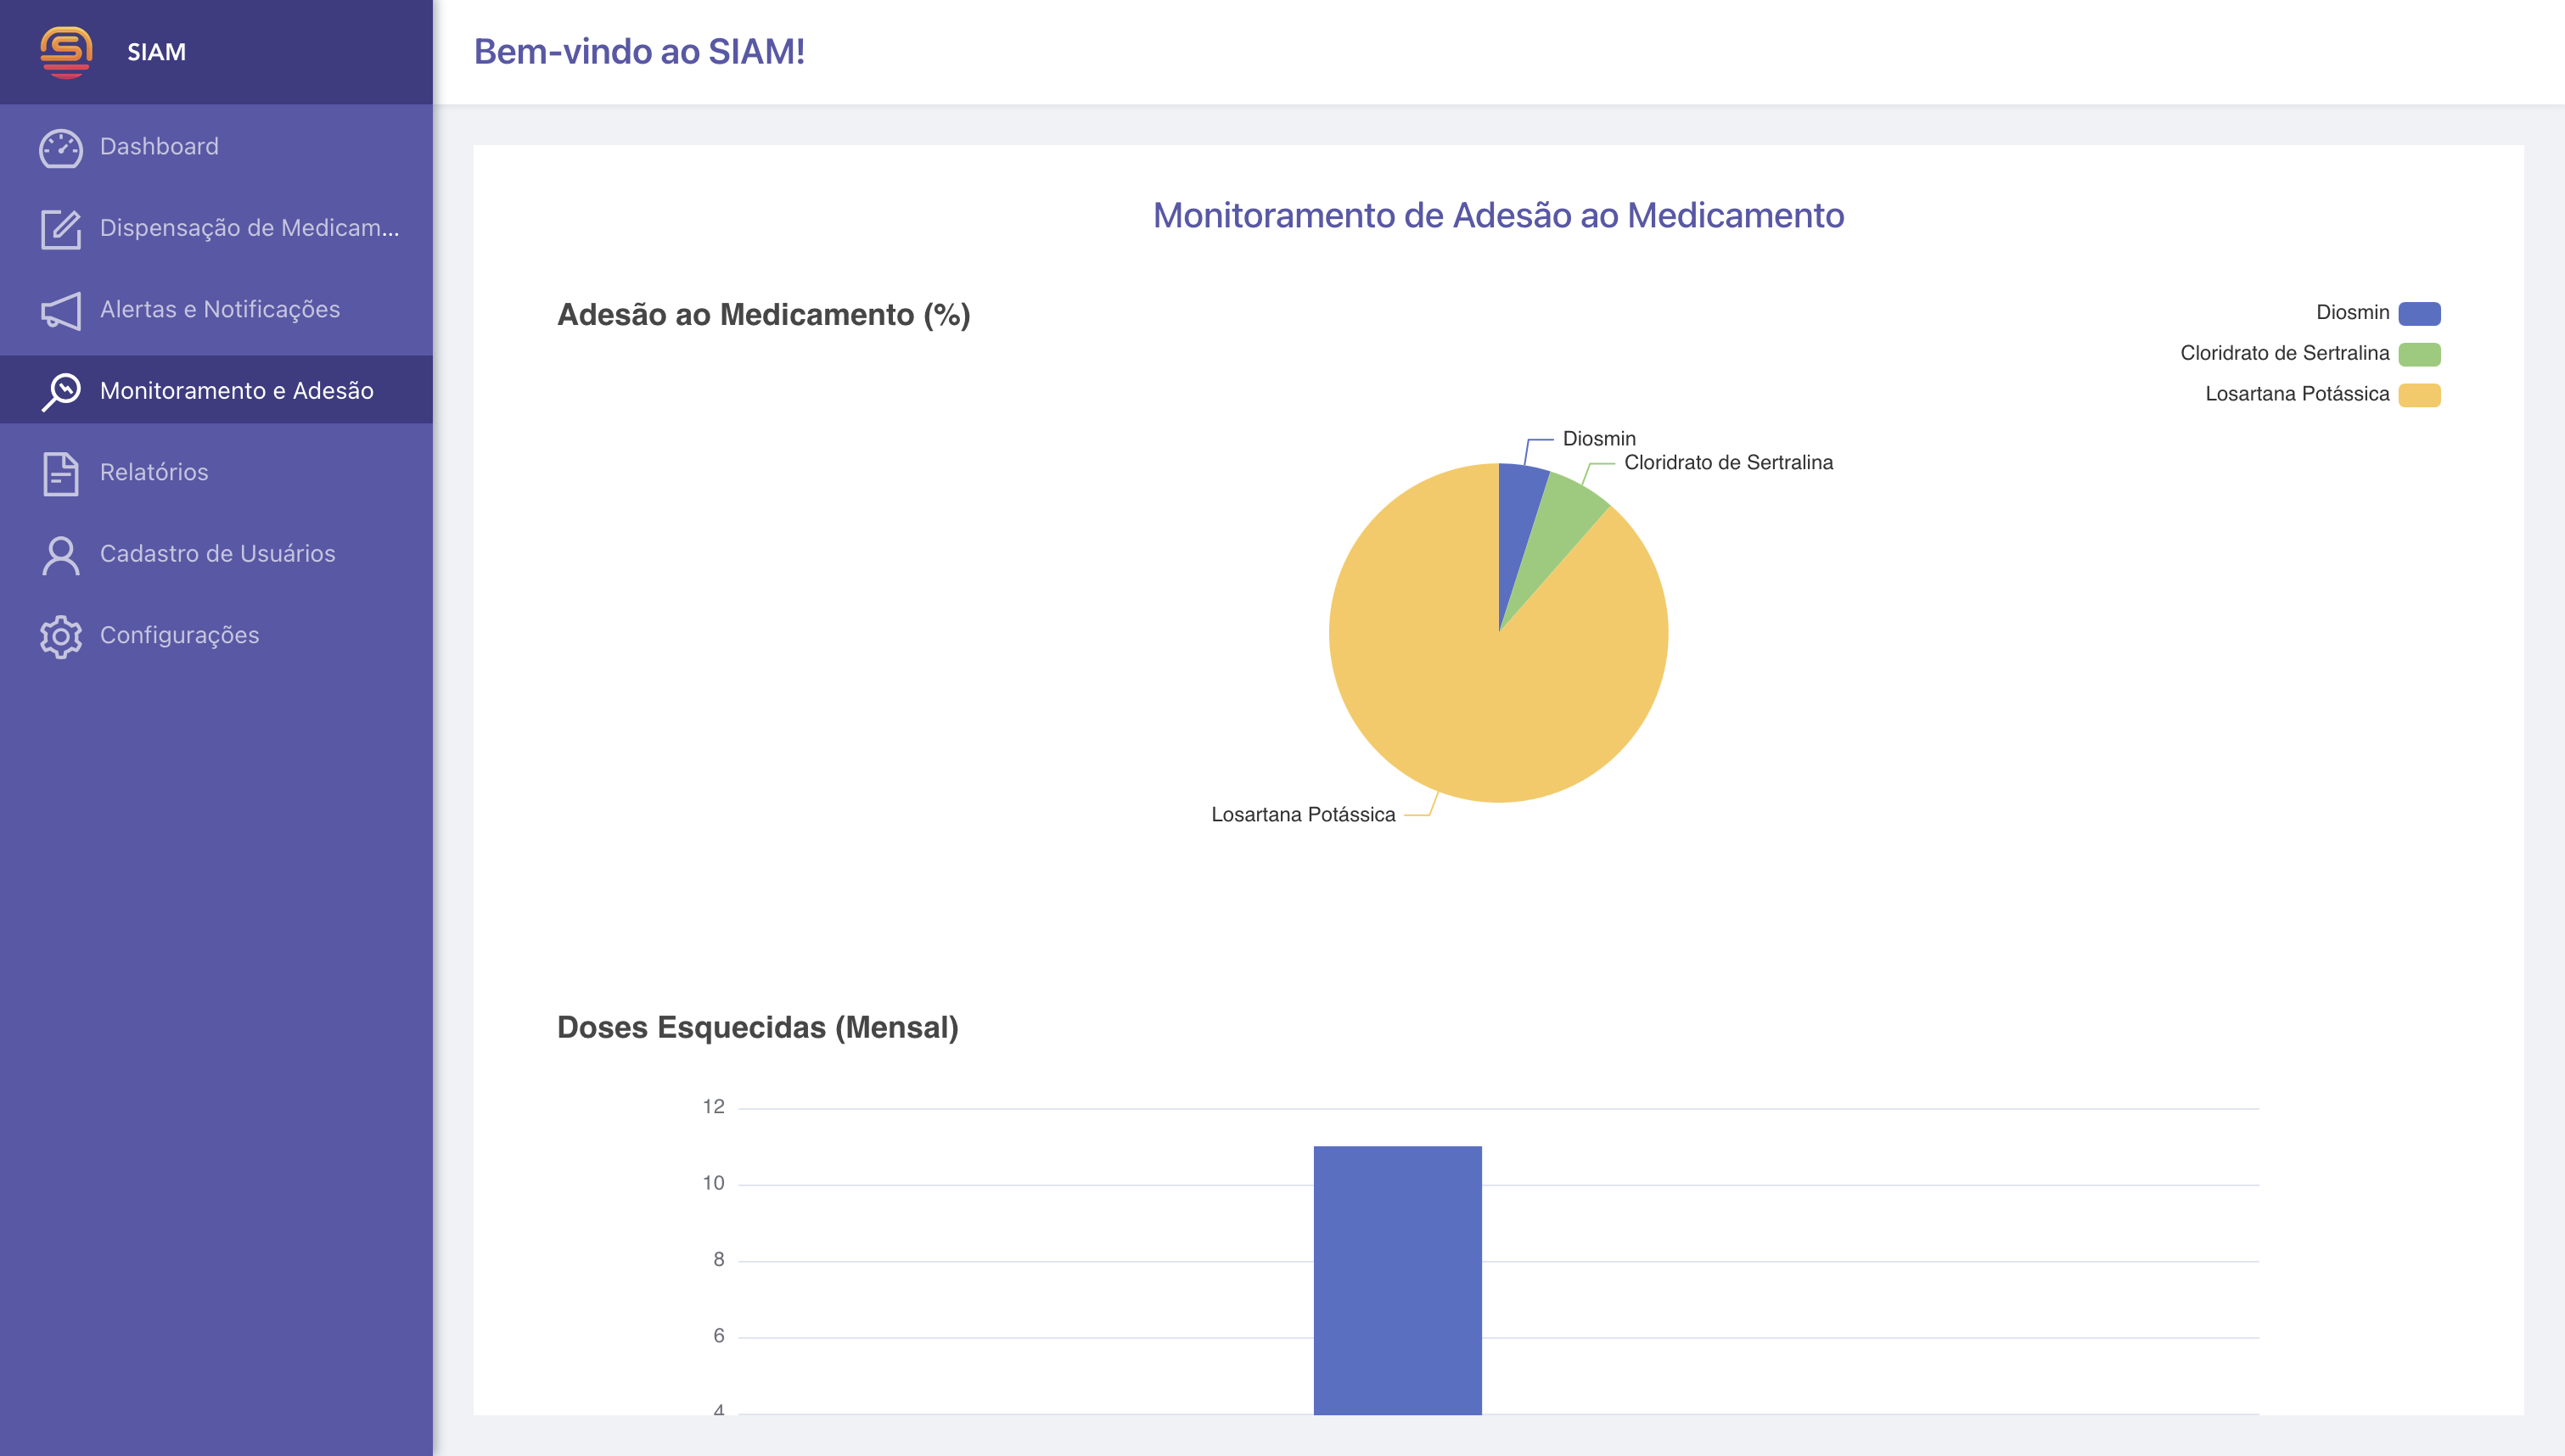 SIAM
Dashboard
Dispensação de Medicam...
Alertas e Notificações
Monitoramento e Adesão
Relatórios
Cadastro de Usuários
Configurações
Bem-vindo ao SIAM!
Monitoramento de Adesão ao Medicamento
Adesão ao Medicamento (%)
Diosmin
Cloridrato de Sertralina
Losartana Potássica
Diosmin
Cloridrato de Sertralina
Losartana Potássica
Doses Esquecidas (Mensal)
12
10
8
6
4